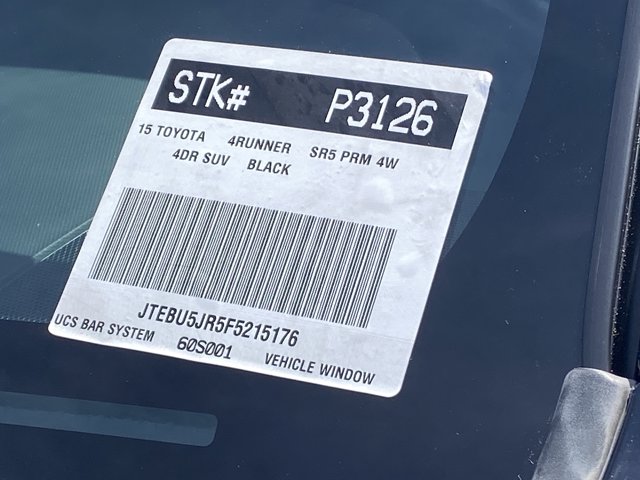 STK# P3126
15 TOYOTA 4RUNNER SR5 PRM 4W
4DR SUV BLACK
JTEBU5JR5F5215176
UCS BAR SYSTEM 60S001 VEHICLE WINDOW